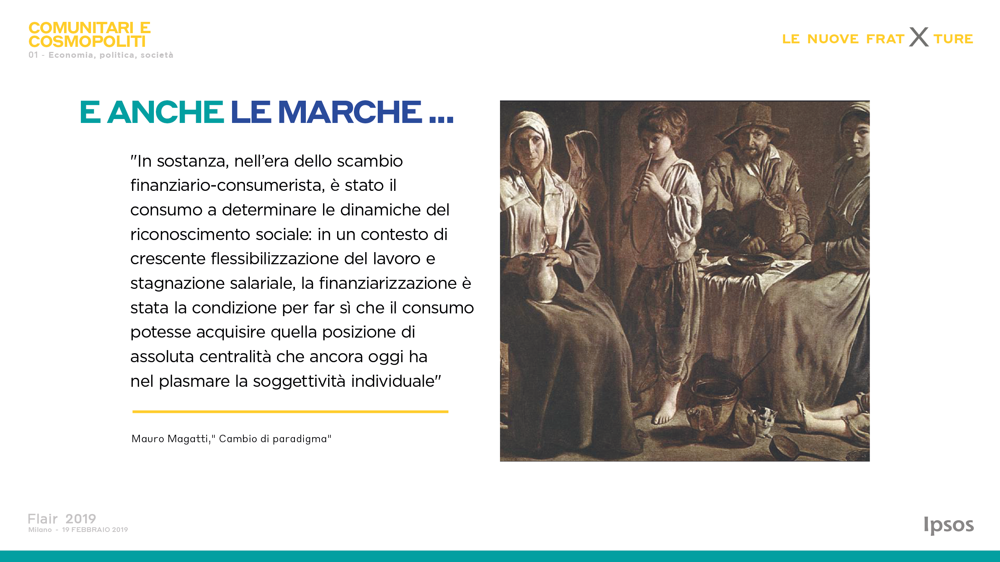 COMUNITARI E
COSMOPOLITI
01 - Economia, politica, società
LE NUOVE FRAT X TURE
E ANCHE LE MARCHE ...
"In sostanza, nell’era dello scambio
finanziario-consumerista, è stato il
consumo a determinare le dinamiche del
riconoscimento sociale: in un contesto di
crescente flessibilizzazione del lavoro e
stagnazione salariale, la finanziarizzazione è
stata la condizione per far sì che il consumo
potesse acquisire quella posizione di
assoluta centralità che ancora oggi ha
nel plasmare la soggettività individuale"
Mauro Magatti," Cambio di paradigma"
Flair 2019
Milano - 19 FEBBRAIO 2019
Ipsos